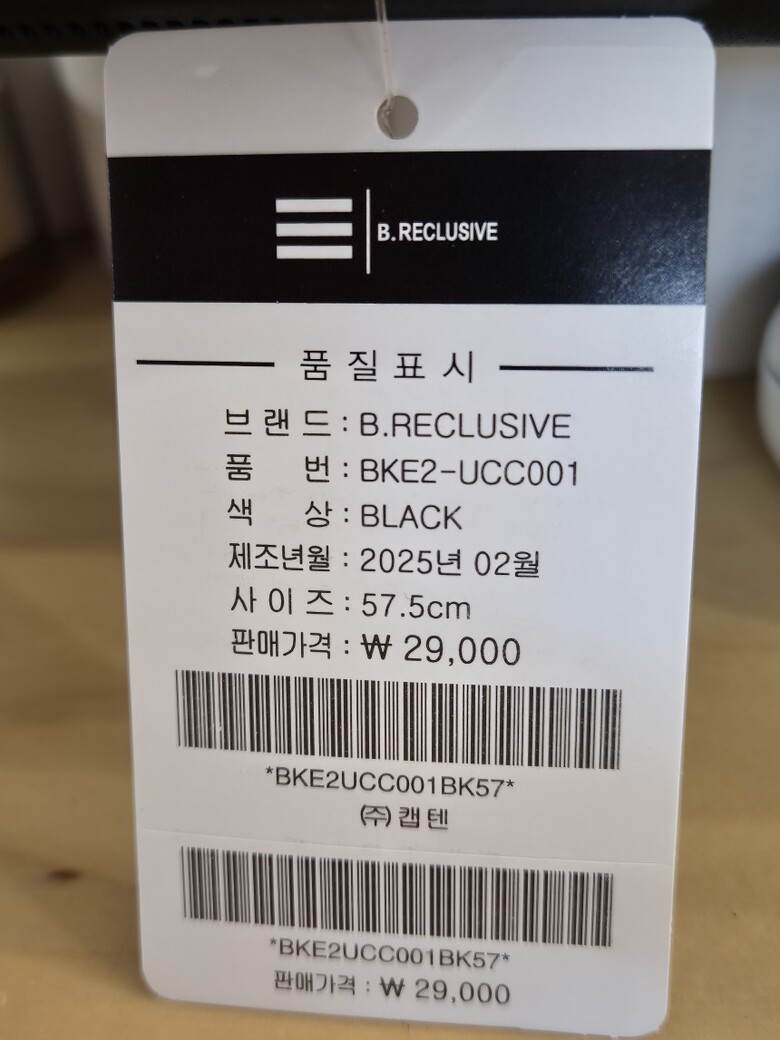 B.RECLUSIVE
품질표시
브랜드 : B.RECLUSIVE
품 번 : BKE2-UCC001
색 상 : BLACK
제조년월 : 2025년 02월
사이즈 : 57.5cm
판매가격 : ₩ 29,000
*BKE2UCC001BK57*
㈜캡텐
*BKE2UCC001BK57*
판매가격 : ₩ 29,000